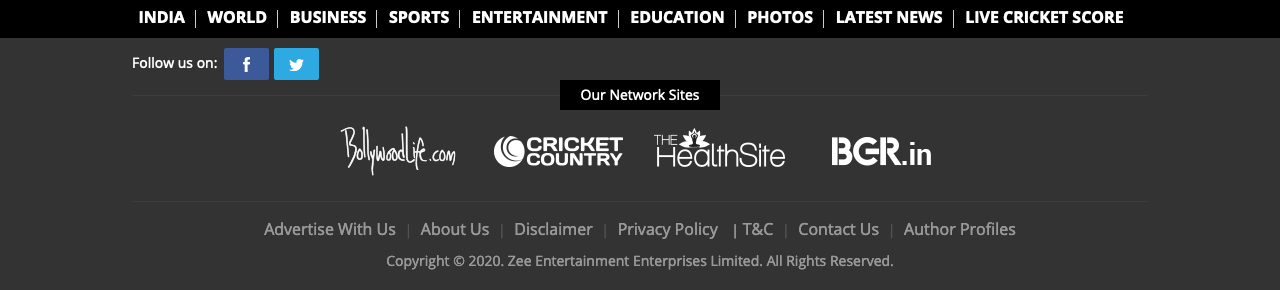 INDIA | WORLD | BUSINESS | SPORTS | ENTERTAINMENT | EDUCATION | PHOTOS | LATEST NEWS | LIVE CRICKET SCORE
Follow us on:
Our Network Sites
BollywoodLife.com
CRICKET
COUNTRY
THE
HealthSite
BGR.in
Advertise With Us | About Us | Disclaimer | Privacy Policy | T&C | Contact Us | Author Profiles
Copyright © 2020. Zee Entertainment Enterprises Limited. All Rights Reserved.